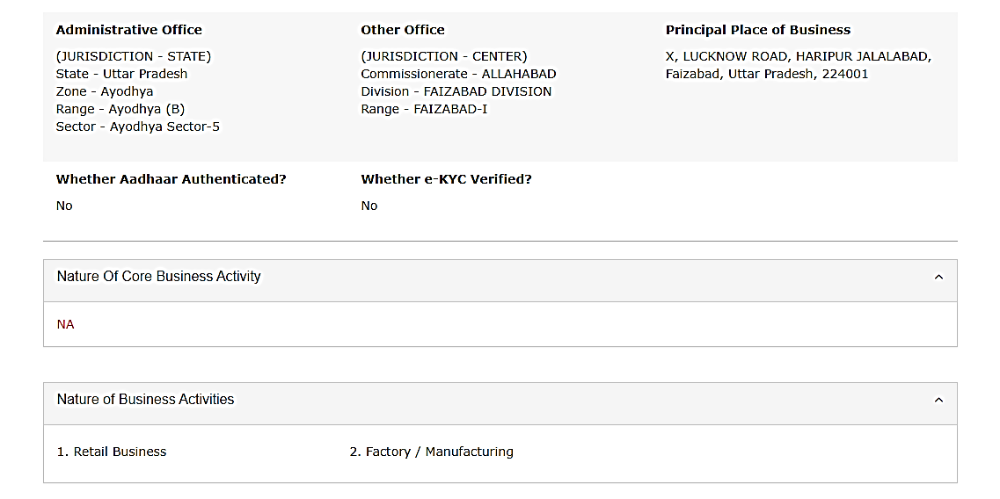 Administrative Office
(JURISDICTION - STATE)
State - Uttar Pradesh
Zone - Ayodhya
Range - Ayodhya (B)
Sector - Ayodhya Sector-5
Other Office
(JURISDICTION - CENTER)
Commissionerate - ALLAHABAD
Division - FAIZABAD DIVISION
Range - FAIZABAD-I
Principal Place of Business
X, LUCKNOW ROAD, HARIPUR JALALABAD,
Faizabad, Uttar Pradesh, 224001
Whether Aadhaar Authenticated?
No
Whether e-KYC Verified?
No
Nature Of Core Business Activity
NA
Nature of Business Activities
1. Retail Business
2. Factory / Manufacturing